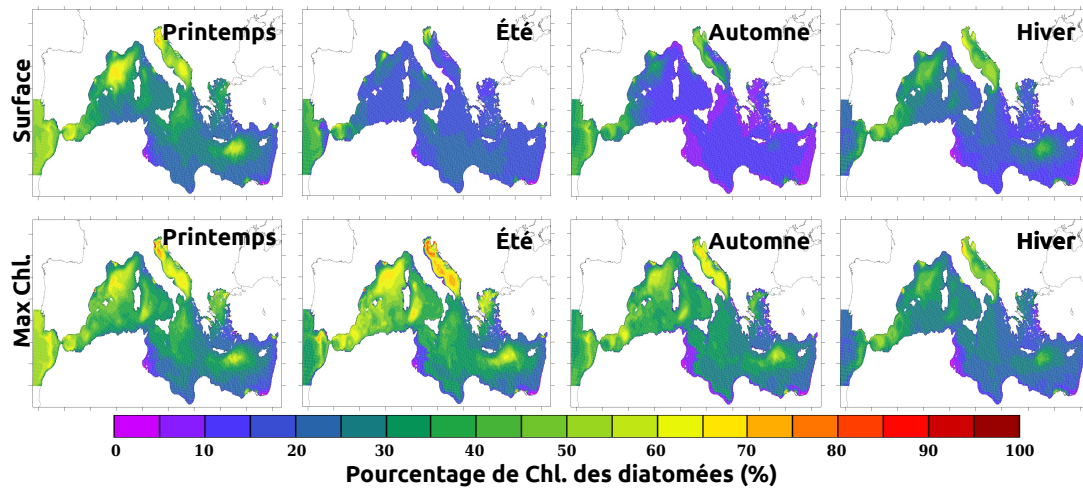 Surface
Printemps
Été
Automne
Hiver
Max Chl.
Printemps
Été
Automne
Hiver
0 10 20 30 40 50 60 70 80 90 100
Pourcentage de Chl. des diatomées (%)